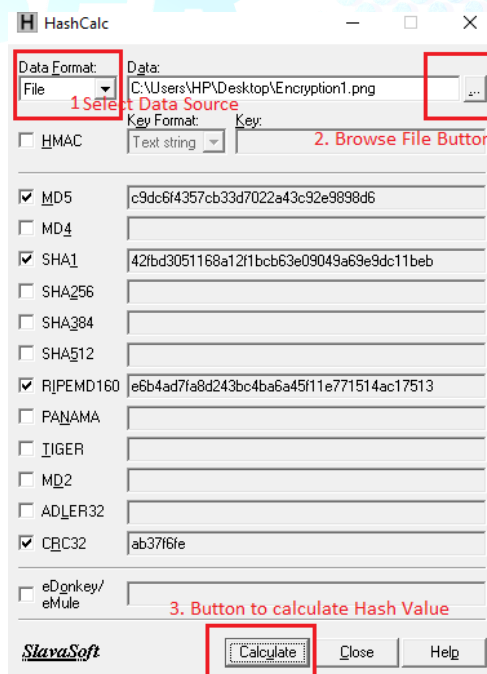 HashCalc
Data Format: Data:
File C:\Users\HP\Desktop\Encryption1.png ...
1 Select Data Source
Key Format: Key:
HMAC Text string 2. Browse File Button
MD5 c9dc6f4357cb33d7022a43c92e9898d6
MD4
SHA1 42fbd3051168a12f1bcb63e09049a69e9dc11beb
SHA256
SHA384
SHA512
RIPEMD160 e6b4ad7fa8d243bc4ba6a45f11e771514ac17513
PANAMA
TIGER
MD2
ADLER32
CRC32 ab37f6fe
eDonkey/
eMule
3. Button to calculate Hash Value
SlavaSoft Calculate Close Help